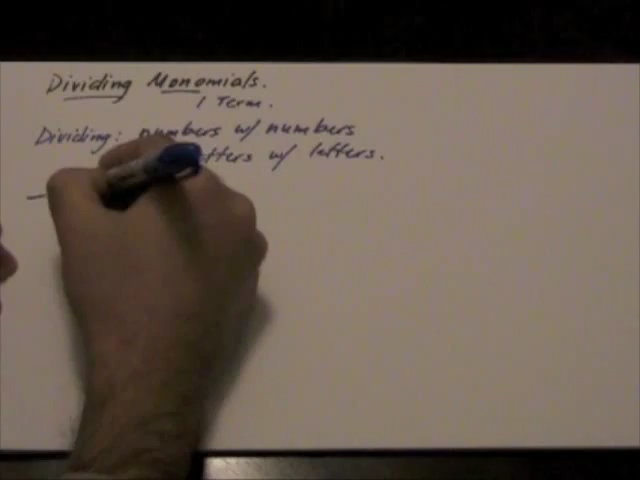 Dividing Monomials.
1 Term.
Dividing: numbers w/ numbers
letters w/ letters.